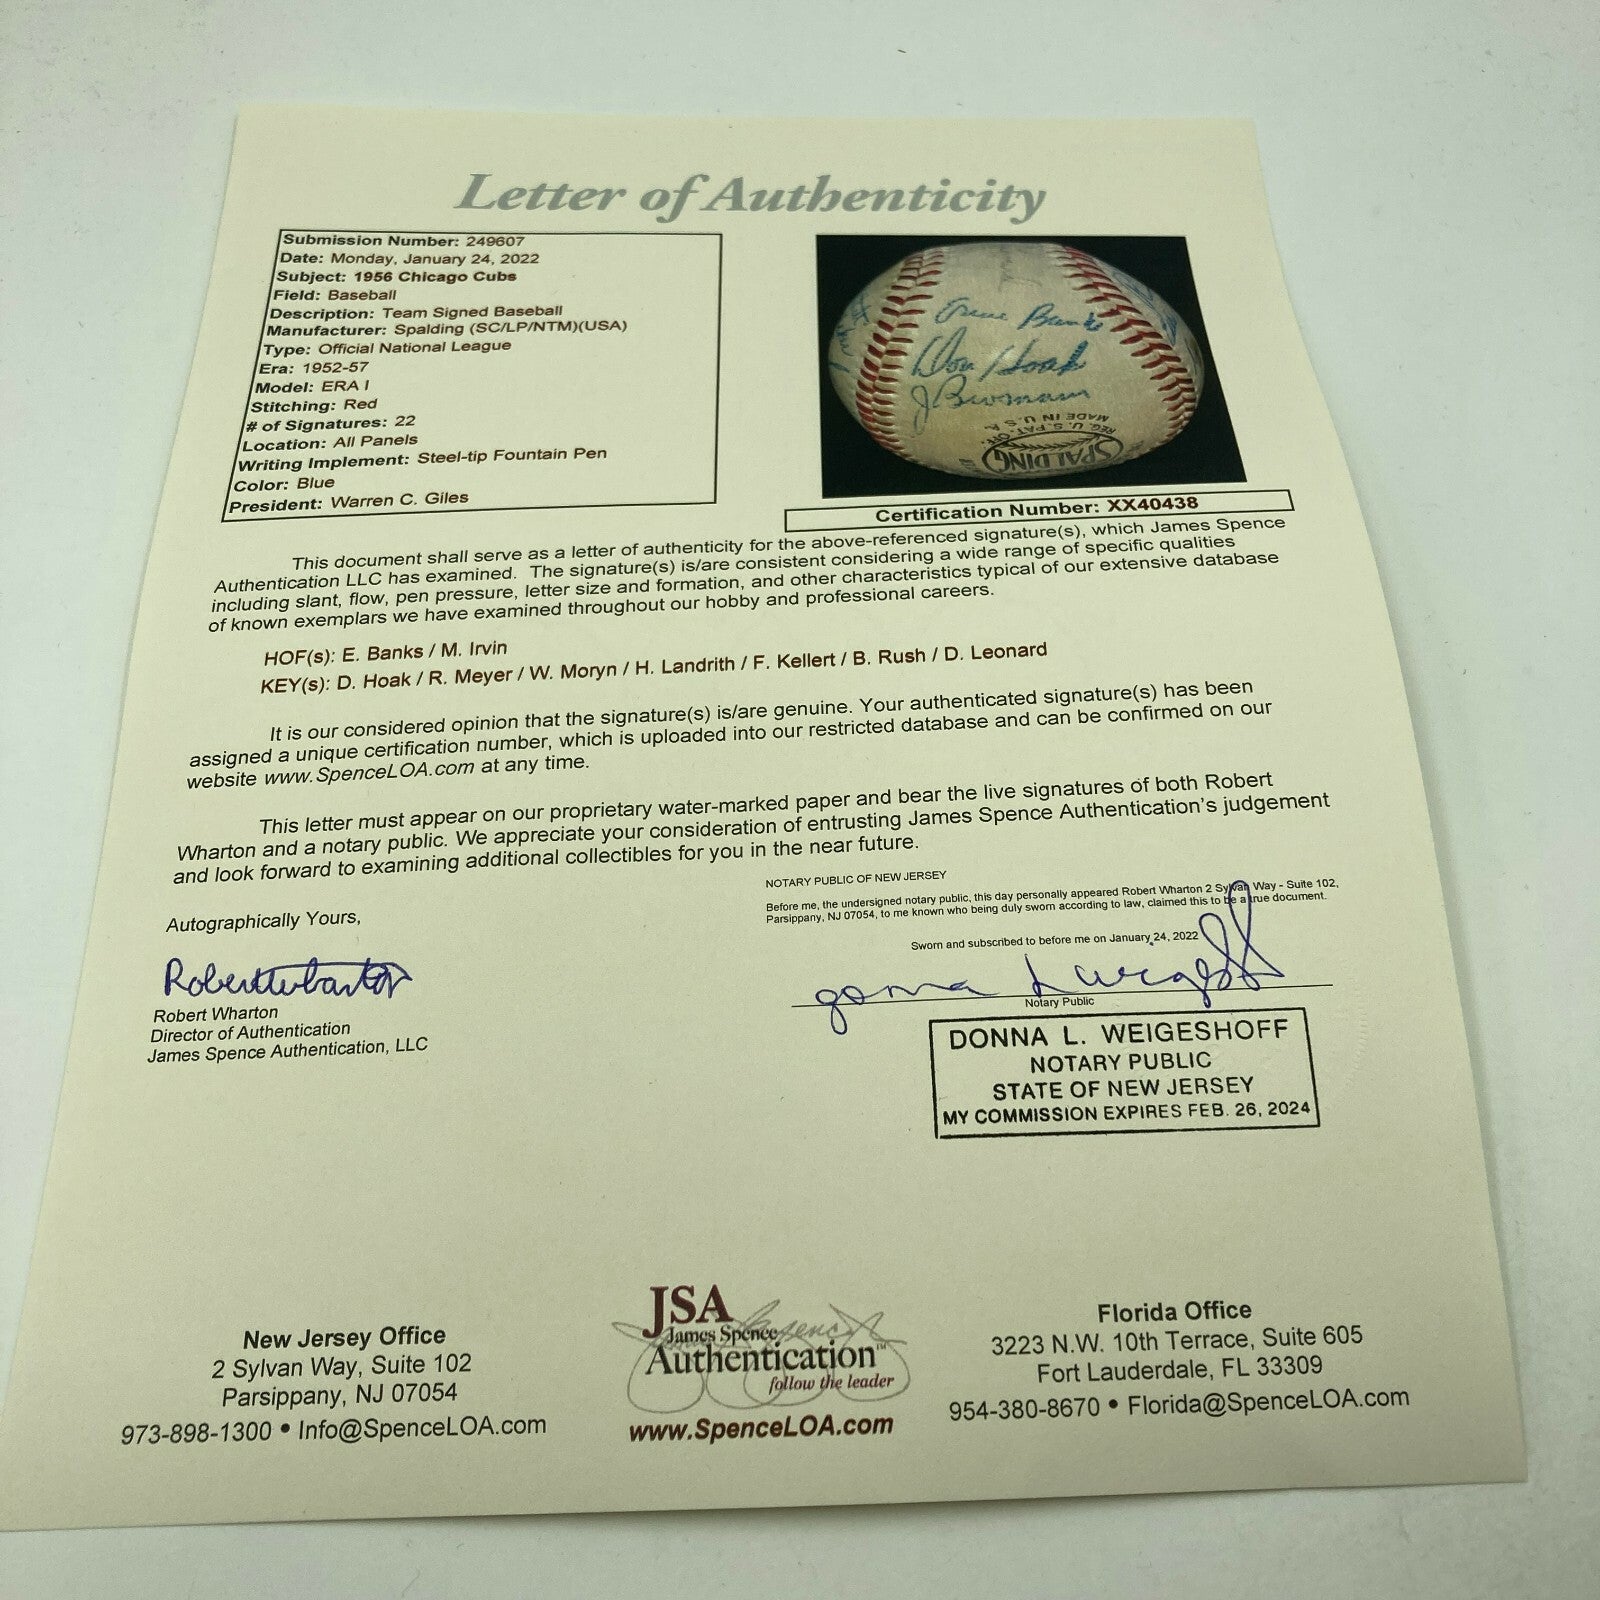 Letter of Authenticity
Submission Number: 249607
Date: Monday, January 24, 2022
Subject: 1956 Chicago Cubs
Field: Baseball
Description: Team Signed Baseball
Manufacturer: Spalding (SC/LP/NTM)(USA)
Type: Official National League
Era: 1952-57
Model: ERA I
Stitching: Red
# of Signatures: 22
Location: All Panels
Writing Implement: Steel-tip Fountain Pen
Color: Blue
President: Warren C. Giles
Ernie Banks
Don Hoak
J Brosnan
MADE IN U.S.A.
REG. U.S. PAT. OFF.
SPALDING
Certification Number: XX40438
This document shall serve as a letter of authenticity for the above-referenced signature(s), which James Spence
Authentication LLC has examined. The signature(s) is/are consistent considering a wide range of specific qualities
including slant, flow, pen pressure, letter size and formation, and other characteristics typical of our extensive database
of known exemplars we have examined throughout our hobby and professional careers.
HOF(s): E. Banks / M. Irvin
KEY(s): D. Hoak / R. Meyer / W. Moryn / H. Landrith / F. Kellert / B. Rush / D. Leonard
It is our considered opinion that the signature(s) is/are genuine. Your authenticated signature(s) has been
assigned a unique certification number, which is uploaded into our restricted database and can be confirmed on our
website www.SpenceLOA.com at any time.
This letter must appear on our proprietary water-marked paper and bear the live signatures of both Robert
Wharton and a notary public. We appreciate your consideration of entrusting James Spence Authentication's judgement
and look forward to examining additional collectibles for you in the near future.
NOTARY PUBLIC OF NEW JERSEY
Before me, the undersigned notary public, this day personally appeared Robert Wharton 2 Sylvan Way - Suite 102,
Parsippany, NJ 07054, to me known who being duly sworn according to law, claimed this to be a true document.
Autographically Yours,
Sworn and subscribed to before me on January 24, 2022
Robert Wharton
Notary Public
Robert Wharton
Director of Authentication
James Spence Authentication, LLC
DONNA L. WEIGESHOFF
NOTARY PUBLIC
STATE OF NEW JERSEY
MY COMMISSION EXPIRES FEB. 26, 2024
New Jersey Office
2 Sylvan Way, Suite 102
Parsippany, NJ 07054
973-898-1300 • Info@SpenceLOA.com
JSA
James Spence
Authentication™
follow the leader
www.SpenceLOA.com
Florida Office
3223 N.W. 10th Terrace, Suite 605
Fort Lauderdale, FL 33309
954-380-8670 • Florida@SpenceLOA.com